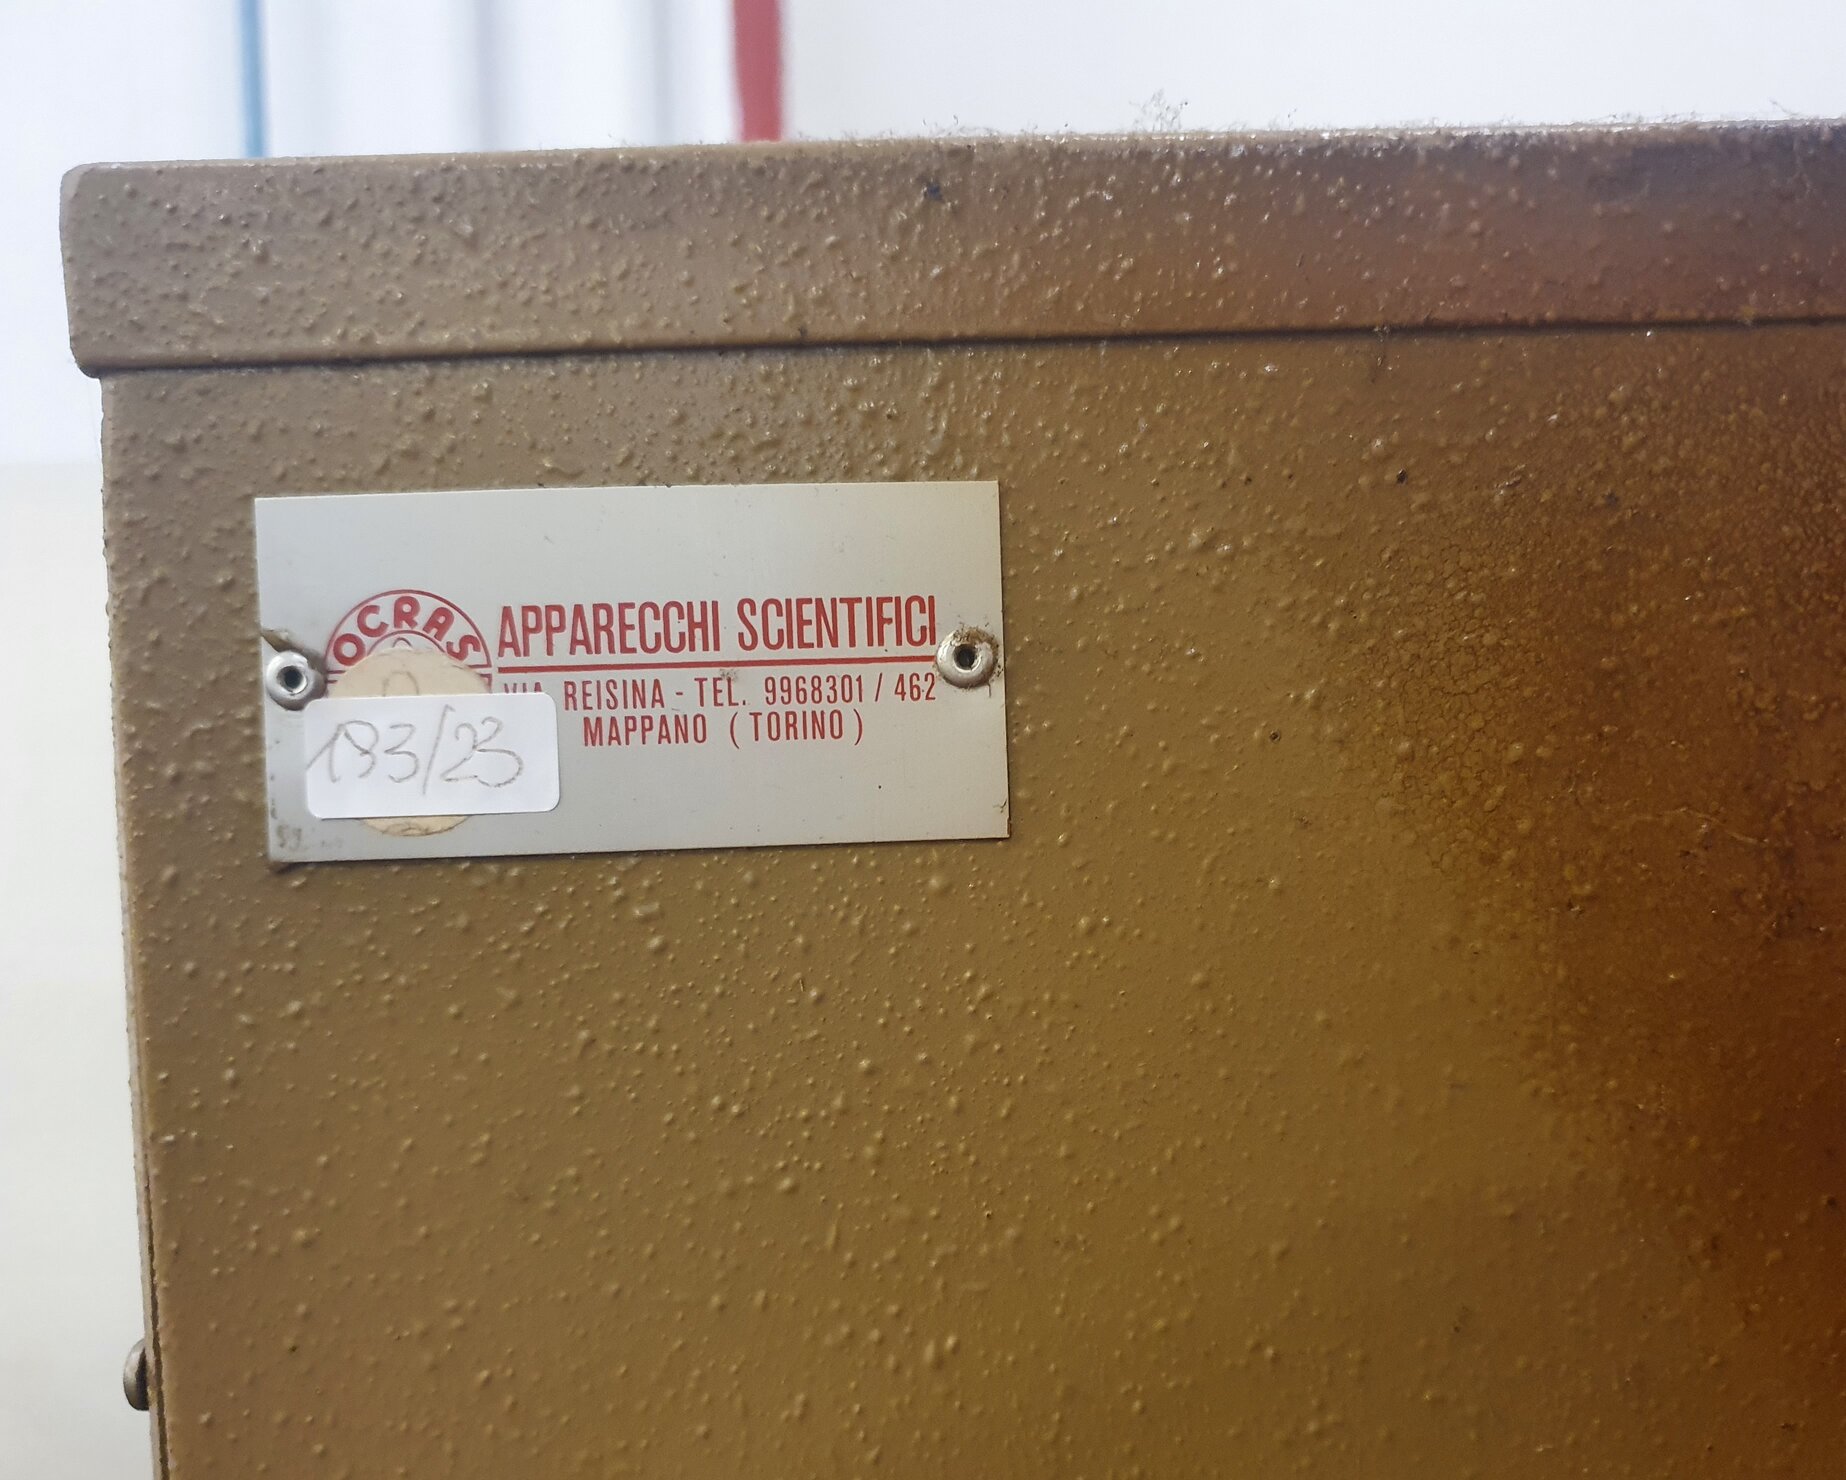 OCRAS
APPARECCHI SCIENTIFICI
VIA REISINA - TEL. 9968301 / 462
MAPPANO (TORINO)
193/23